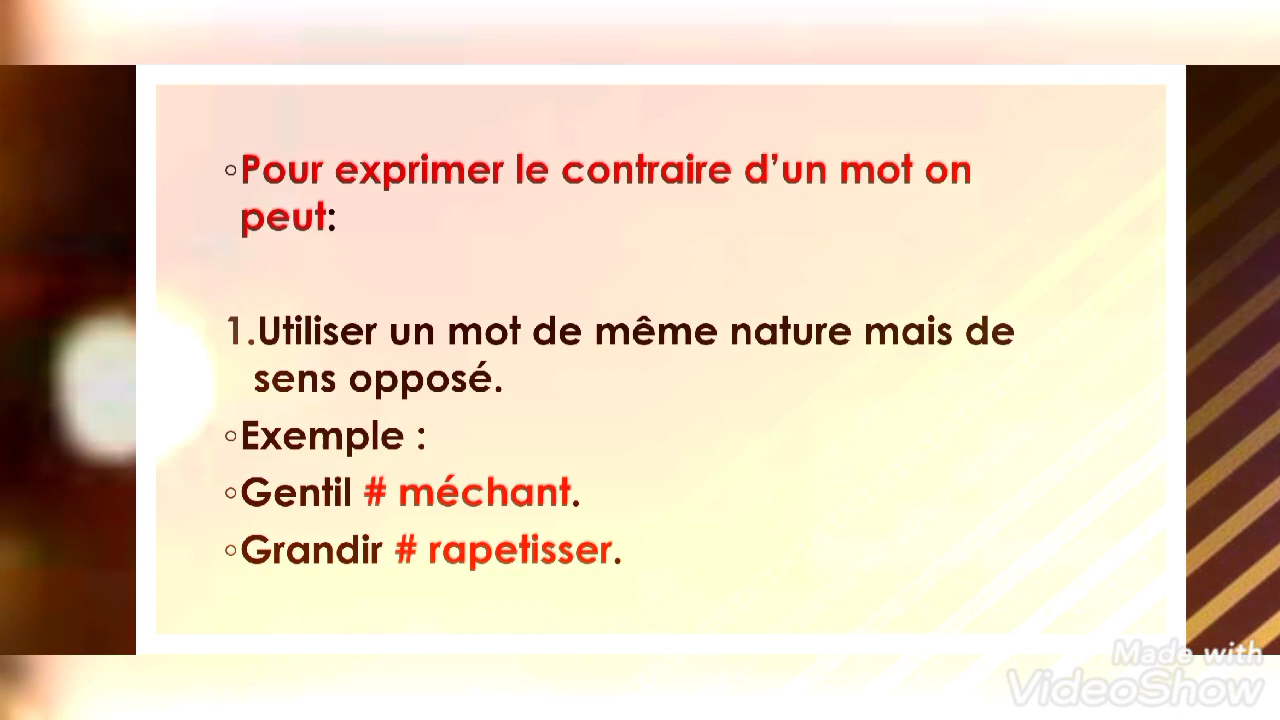 ◦Pour exprimer le contraire d’un mot on
peut:
1.Utiliser un mot de même nature mais de
sens opposé.
◦Exemple :
◦Gentil # méchant.
◦Grandir # rapetisser.
Made with
VideoShow